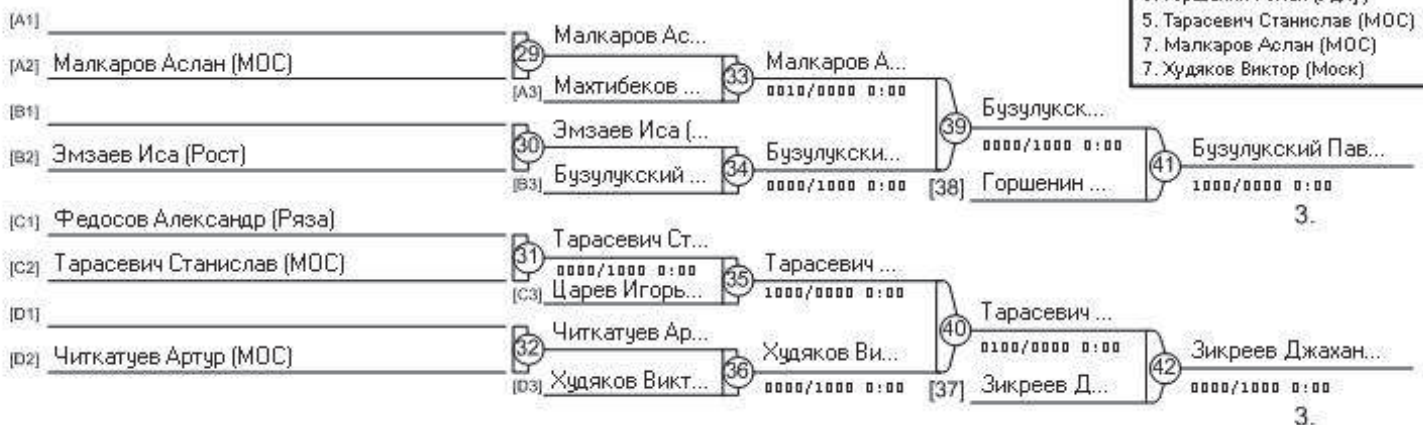 5. Тарасевич Станислав (МОС)
7. Малкаров Аслан (МОС)
7. Худяков Виктор (Моск)
[A1]
[A2] Малкаров Аслан (МОС)
29
Малкаров Ас...
[A3] Махтибеков ...
33
Малкаров А...
0010/0000 0:00
[B1]
[B2] Эмзаев Иса (Рост)
30
Эмзаев Иса (...
[B3] Бузулукский ...
34
Бузулукски...
0000/1000 0:00
39
Бузулукск...
0000/1000 0:00
[38] Горшенин ...
41
Бузулукский Пав...
1000/0000 0:00
3.
[C1] Федосов Александр (Ряза)
[C2] Тарасевич Станислав (МОС)
31
Тарасевич Ст...
0000/1000 0:00
[C3] Царев Игорь...
35
Тарасевич ...
1000/0000 0:00
[D1]
[D2] Читкатуев Артур (МОС)
32
Читкатуев Ар...
[D3] Худяков Викт...
36
Худяков Ви...
0000/1000 0:00
40
Тарасевич ...
0100/0000 0:00
[37] Зикреев Д...
42
Зикреев Джахан...
0000/1000 0:00
3.